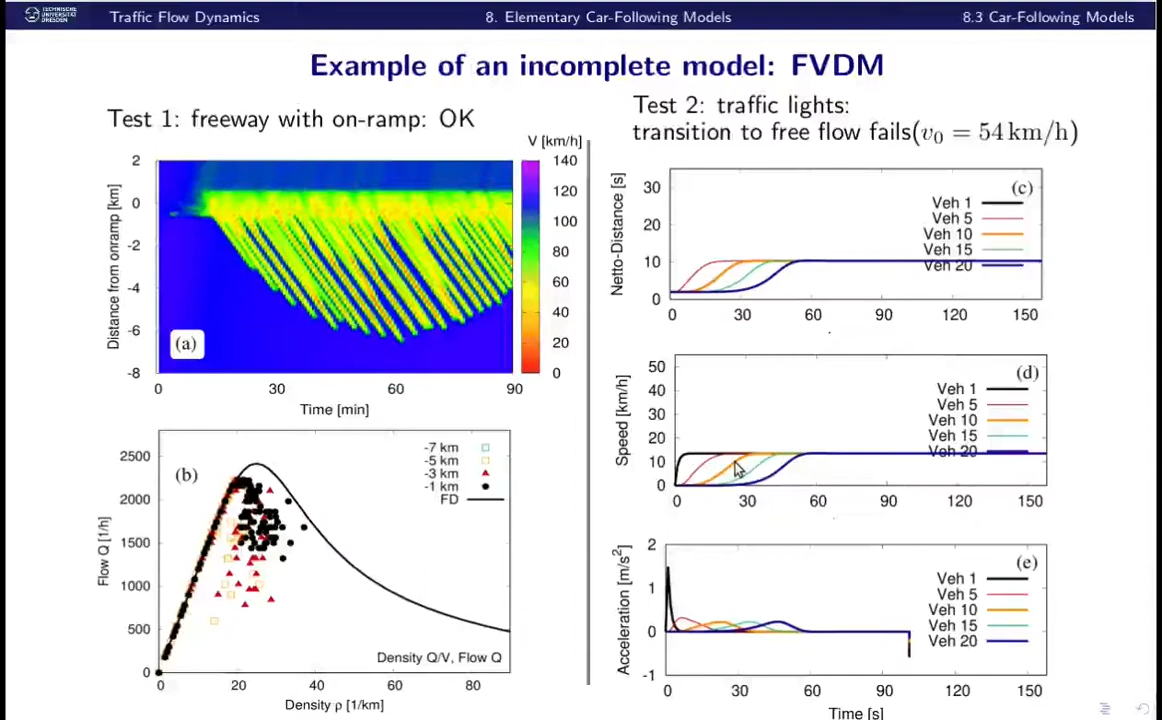 TECHNISCHE
UNIVERSITÄT
DRESDEN
Traffic Flow Dynamics
8. Elementary Car-Following Models
8.3 Car-Following Models
Example of an incomplete model: FVDM
Test 1: freeway with on-ramp: OK
V [km/h]
2
0
-2
-4
-6
-8
Distance from onramp [km]
(a)
0
30
60
90
Time [min]
140
120
100
80
60
40
20
0
2500
2000
1500
1000
500
0
Flow Q [1/h]
(b)
-7 km
-5 km
-3 km
-1 km
FD
Density Q/V, Flow Q
0
20
40
60
80
Density ρ [1/km]
Test 2: traffic lights:
transition to free flow fails(v₀ = 54 km/h)
30
20
10
0
Netto-Distance [s]
(c)
Veh 1
Veh 5
Veh 10
Veh 15
Veh 20
0
30
60
90
120
150
50
40
30
20
10
0
Speed [km/h]
(d)
Veh 1
Veh 5
Veh 10
Veh 15
Veh 20
0
30
60
90
120
150
2
1
0
-1
Acceleration [m/s²]
(e)
Veh 1
Veh 5
Veh 10
Veh 15
Veh 20
0
30
60
90
120
150
Time [s]